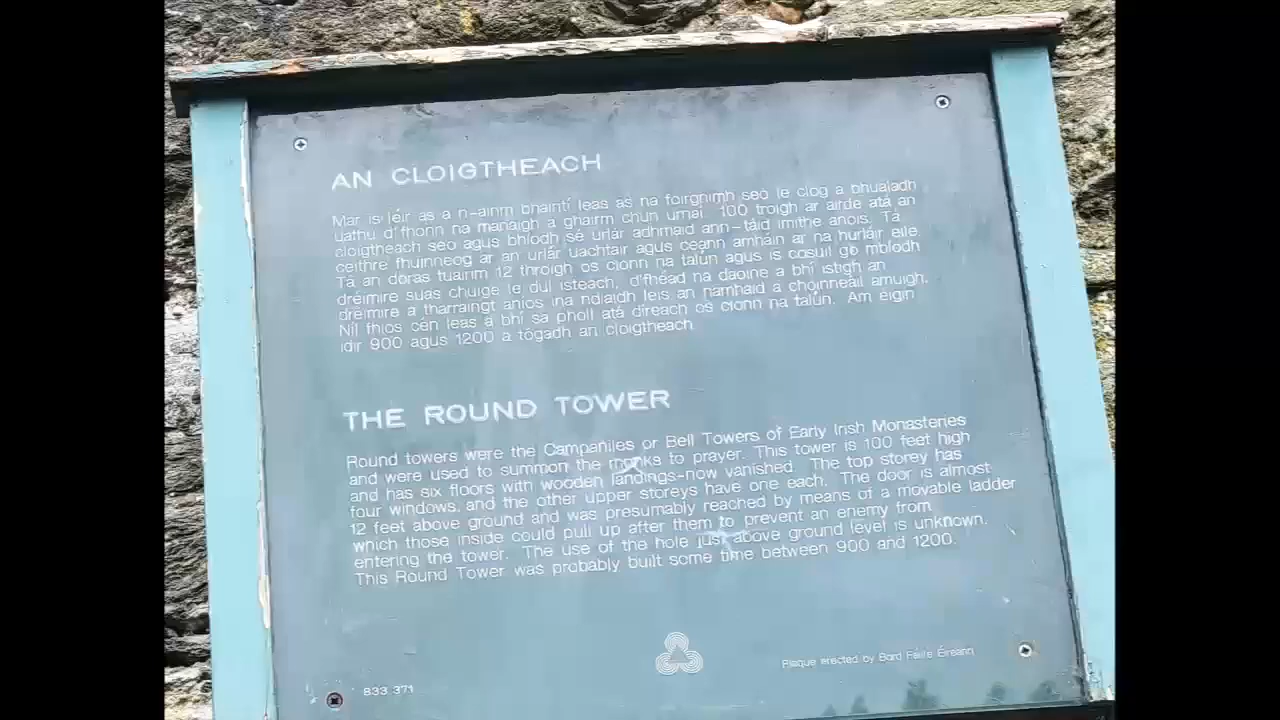 AN CLOIGTHEACH
Mar is léir as a n-ainm bhaintí leas as na foirgnimh seo le clog a bhualadh
uathu d'fhonn na manaigh a ghairm chun urnaí. 100 troigh ar airde atá an
cloigtheach seo agus bhíodh sé urlár adhmaid ann-táid imithe anois. Tá
ceithre fhuinneog ar an urlár uachtair agus ceann amháin ar na hurláir eile.
Tá an doras tuairim 12 throigh os cionn na talún agus is cosúil go mbíodh
dréimire suas chuige le dul isteach, d'fhéad na daoine a bhí istigh an
dréimire a tharraingt aníos ina ndiaidh leis an namhaid a choinneáil amuigh.
Níl fhios cén leas a bhí sa pholl atá díreach os cionn na talún. Am éigin
idir 900 agus 1200 a tógadh an cloigtheach
THE ROUND TOWER
Round towers were the Campaniles or Bell Towers of Early Irish Monasteries
and were used to summon the monks to prayer. This tower is 100 feet high
and has six floors with wooden landings-now vanished. The top storey has
four windows, and the other upper storeys have one each. The door is almost
12 feet above ground and was presumably reached by means of a movable ladder
which those inside could pull up after them to prevent an enemy from
entering the tower. The use of the hole just above ground level is unknown.
This Round Tower was probably built some time between 900 and 1200.
Plaque erected by Bord Fáilte Éireann
833 371